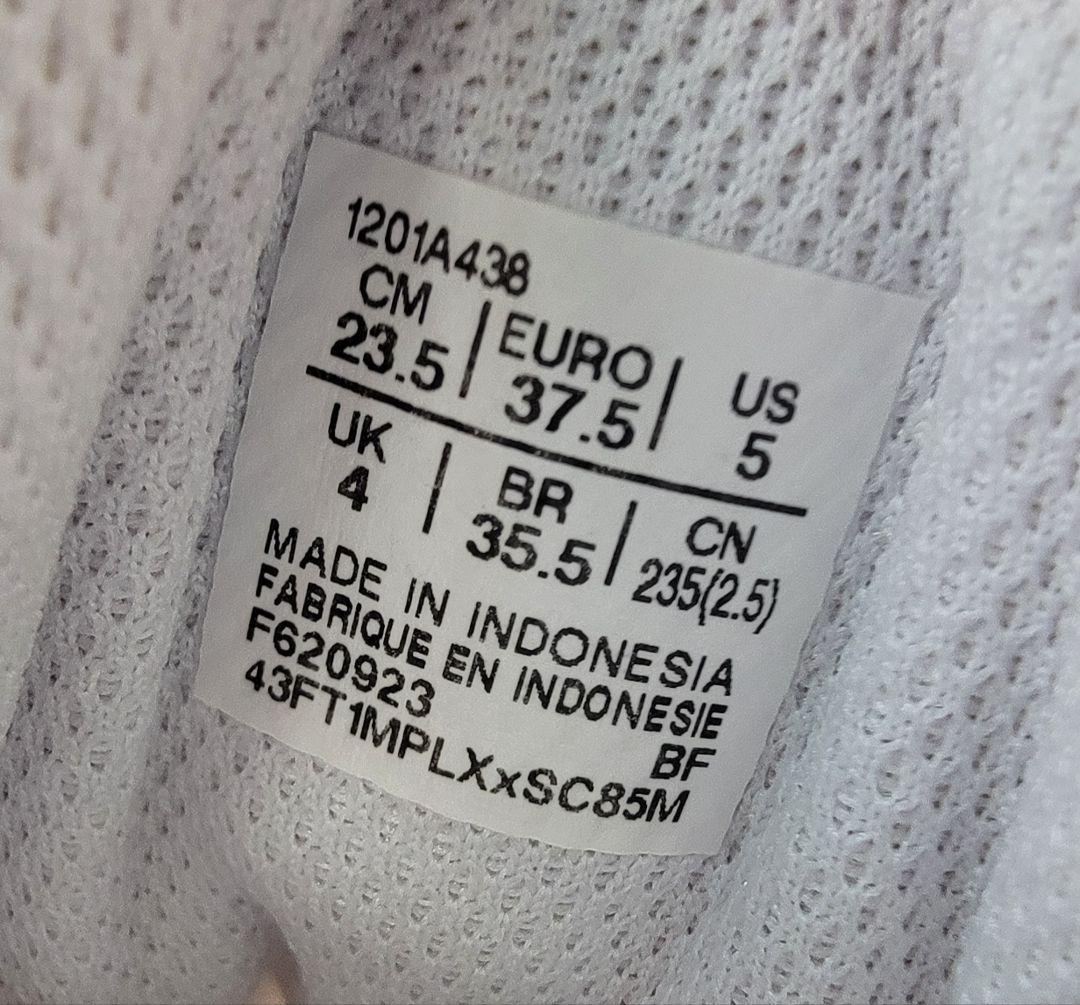 1201A438
CM | EURO | US
23.5 | 37.5 | 5
UK | BR | CN
4 | 35.5 | 235(2.5)
MADE IN INDONESIA
FABRIQUE EN INDONESIE
F620923 BF
43FT1MPLXxSC85M